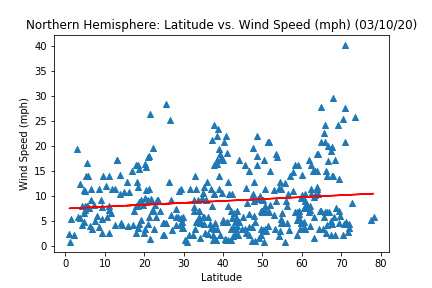 Northern Hemisphere: Latitude vs. Wind Speed (mph) (03/10/20)
40
35
30
25
20
15
10
5
0
Wind Speed (mph)
0 10 20 30 40 50 60 70 80
Latitude